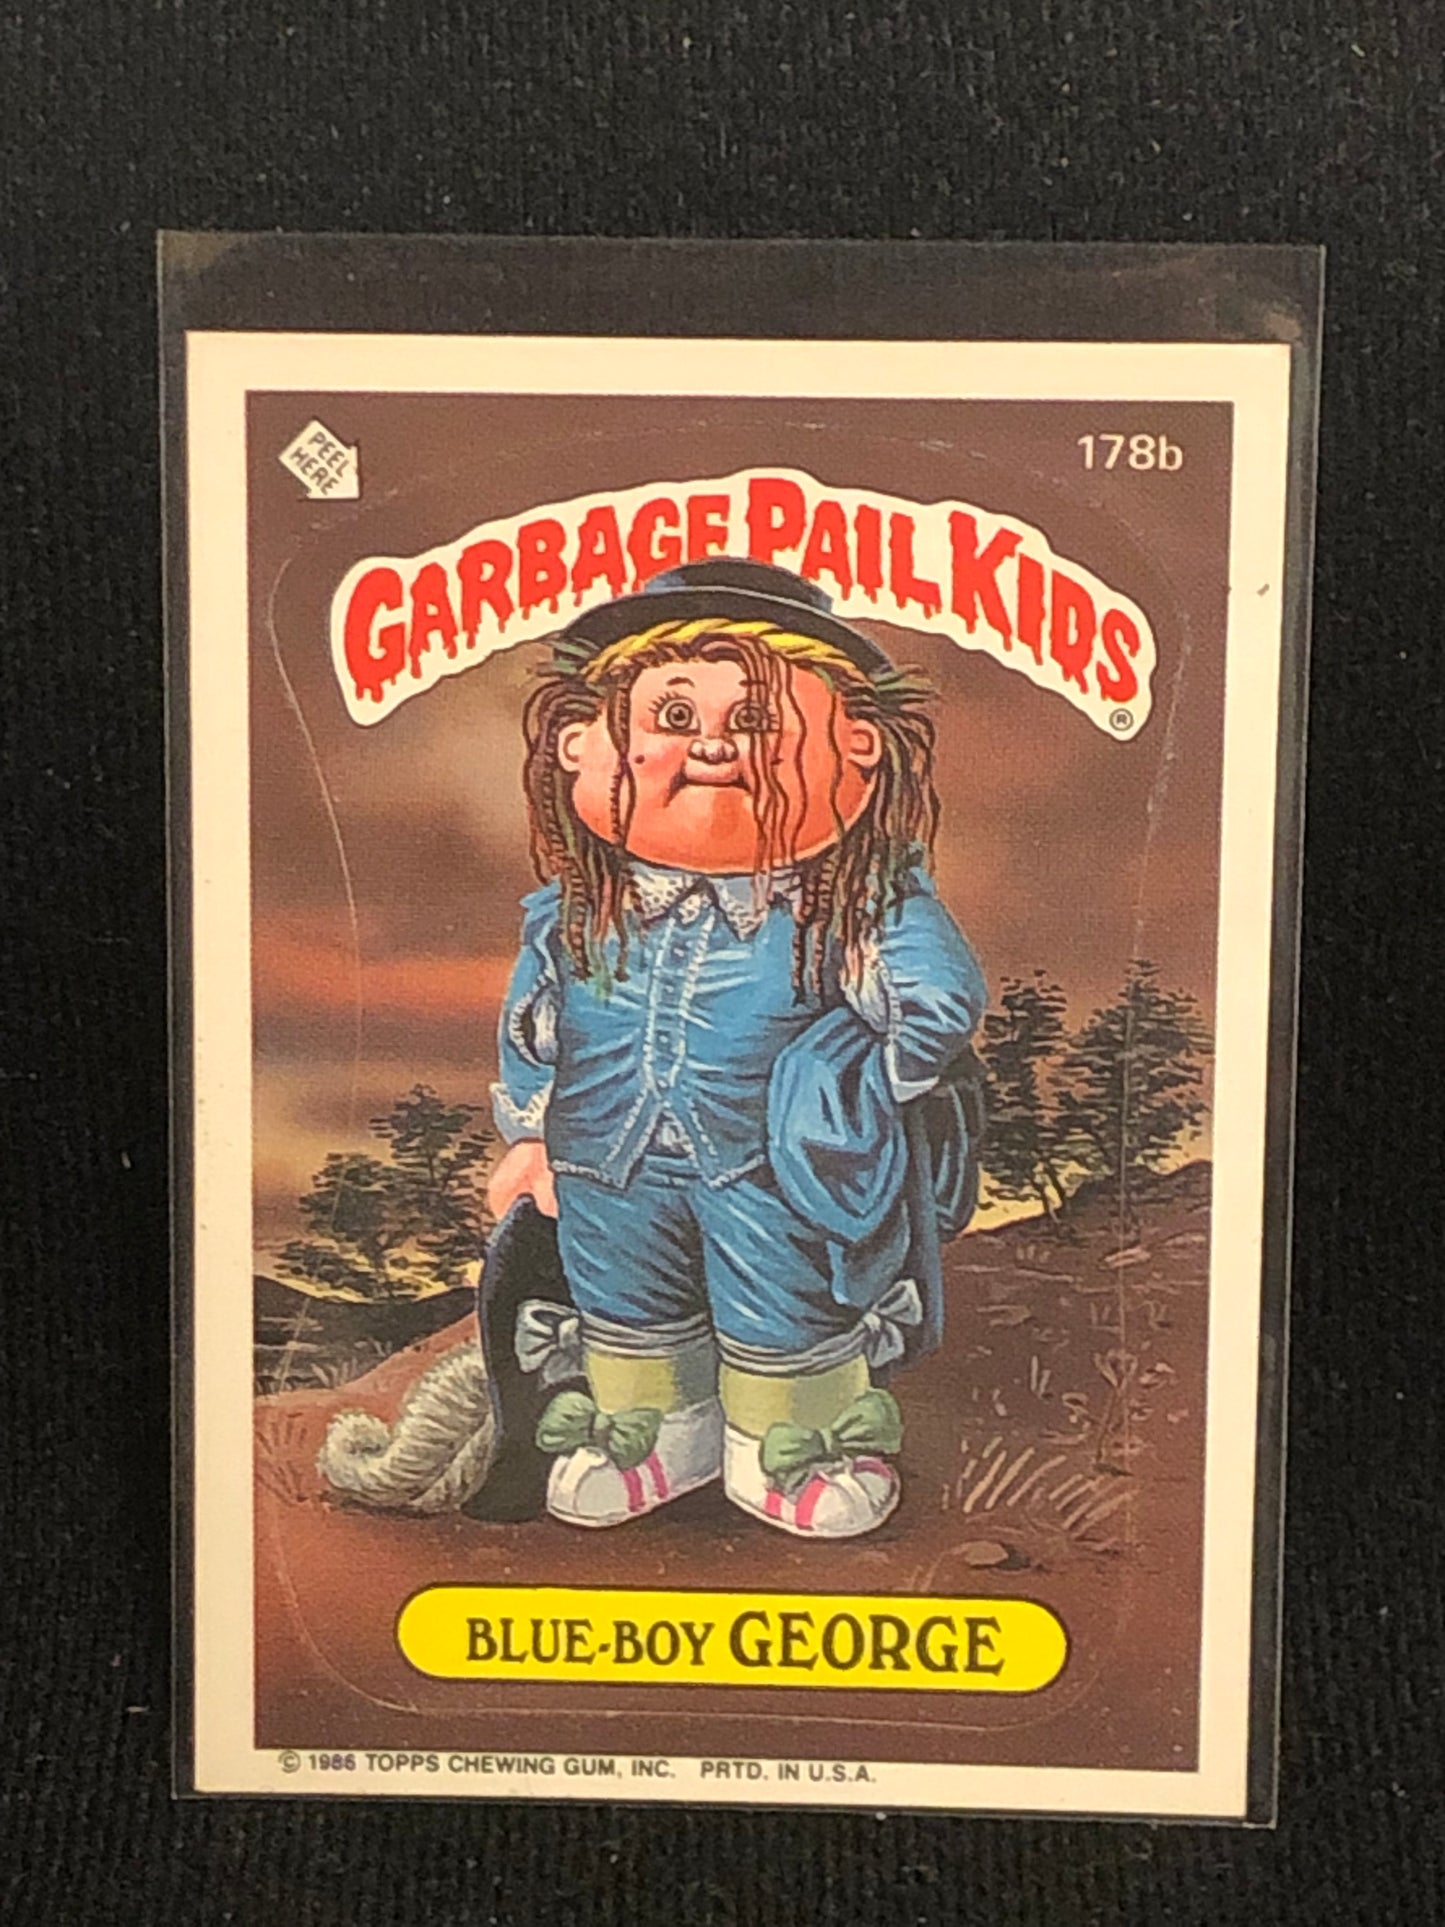 PEEL
HERE
178b
GARBAGE PAIL KIDS
®
BLUE-BOY GEORGE
© 1986 TOPPS CHEWING GUM, INC. PRTD. IN U.S.A.